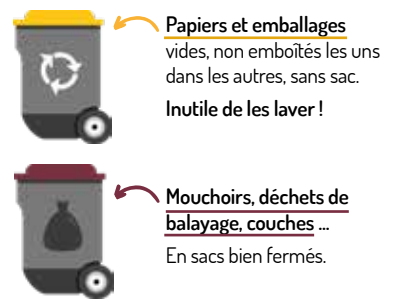 Papiers et emballages
vides, non emboîtés les uns
dans les autres, sans sac.
Inutile de les laver !
Mouchoirs, déchets de
balayage, couches ...
En sacs bien fermés.